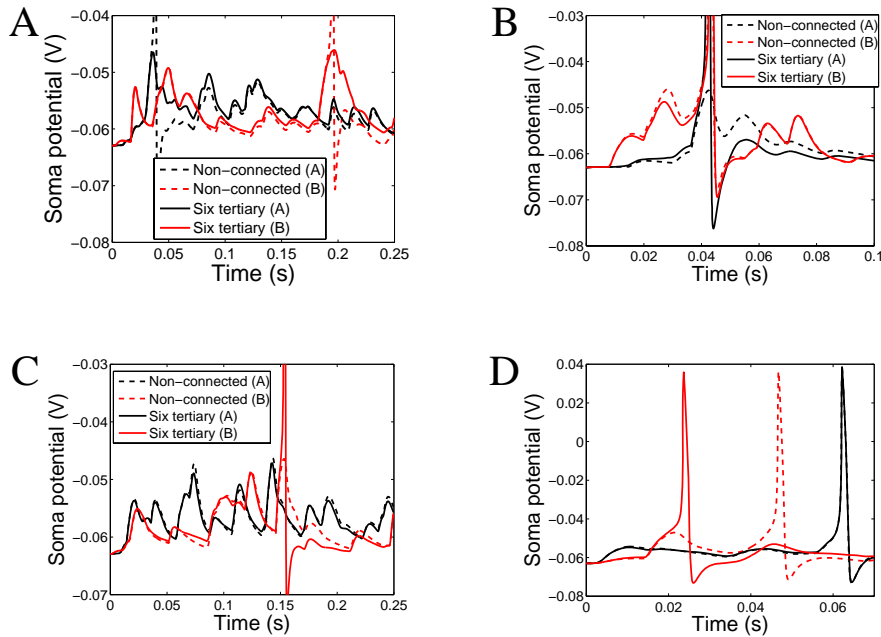 A
−0.04
−0.05
−0.06
−0.07
−0.08
Soma potential (V)
Non−connected (A)
Non−connected (B)
Six tertiary (A)
Six tertiary (B)
0 0.05 0.1 0.15 0.2 0.25
Time (s)
B
−0.03
−0.04
−0.05
−0.06
−0.07
−0.08
Soma potential (V)
Non−connected (A)
Non−connected (B)
Six tertiary (A)
Six tertiary (B)
0 0.02 0.04 0.06 0.08 0.1
Time (s)
C
−0.03
−0.04
−0.05
−0.06
−0.07
Soma potential (V)
Non−connected (A)
Non−connected (B)
Six tertiary (A)
Six tertiary (B)
0 0.05 0.1 0.15 0.2 0.25
Time (s)
D
0.04
0.02
0
−0.02
−0.04
−0.06
−0.08
Soma potential (V)
0 0.02 0.04 0.06
Time (s)